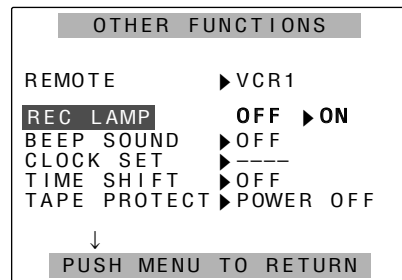 OTHER FUNCTIONS
REMOTE ▶VCR1
REC LAMP OFF ▶ON
BEEP SOUND ▶OFF
CLOCK SET ▶----
TIME SHIFT ▶OFF
TAPE PROTECT▶POWER OFF
↓
PUSH MENU TO RETURN